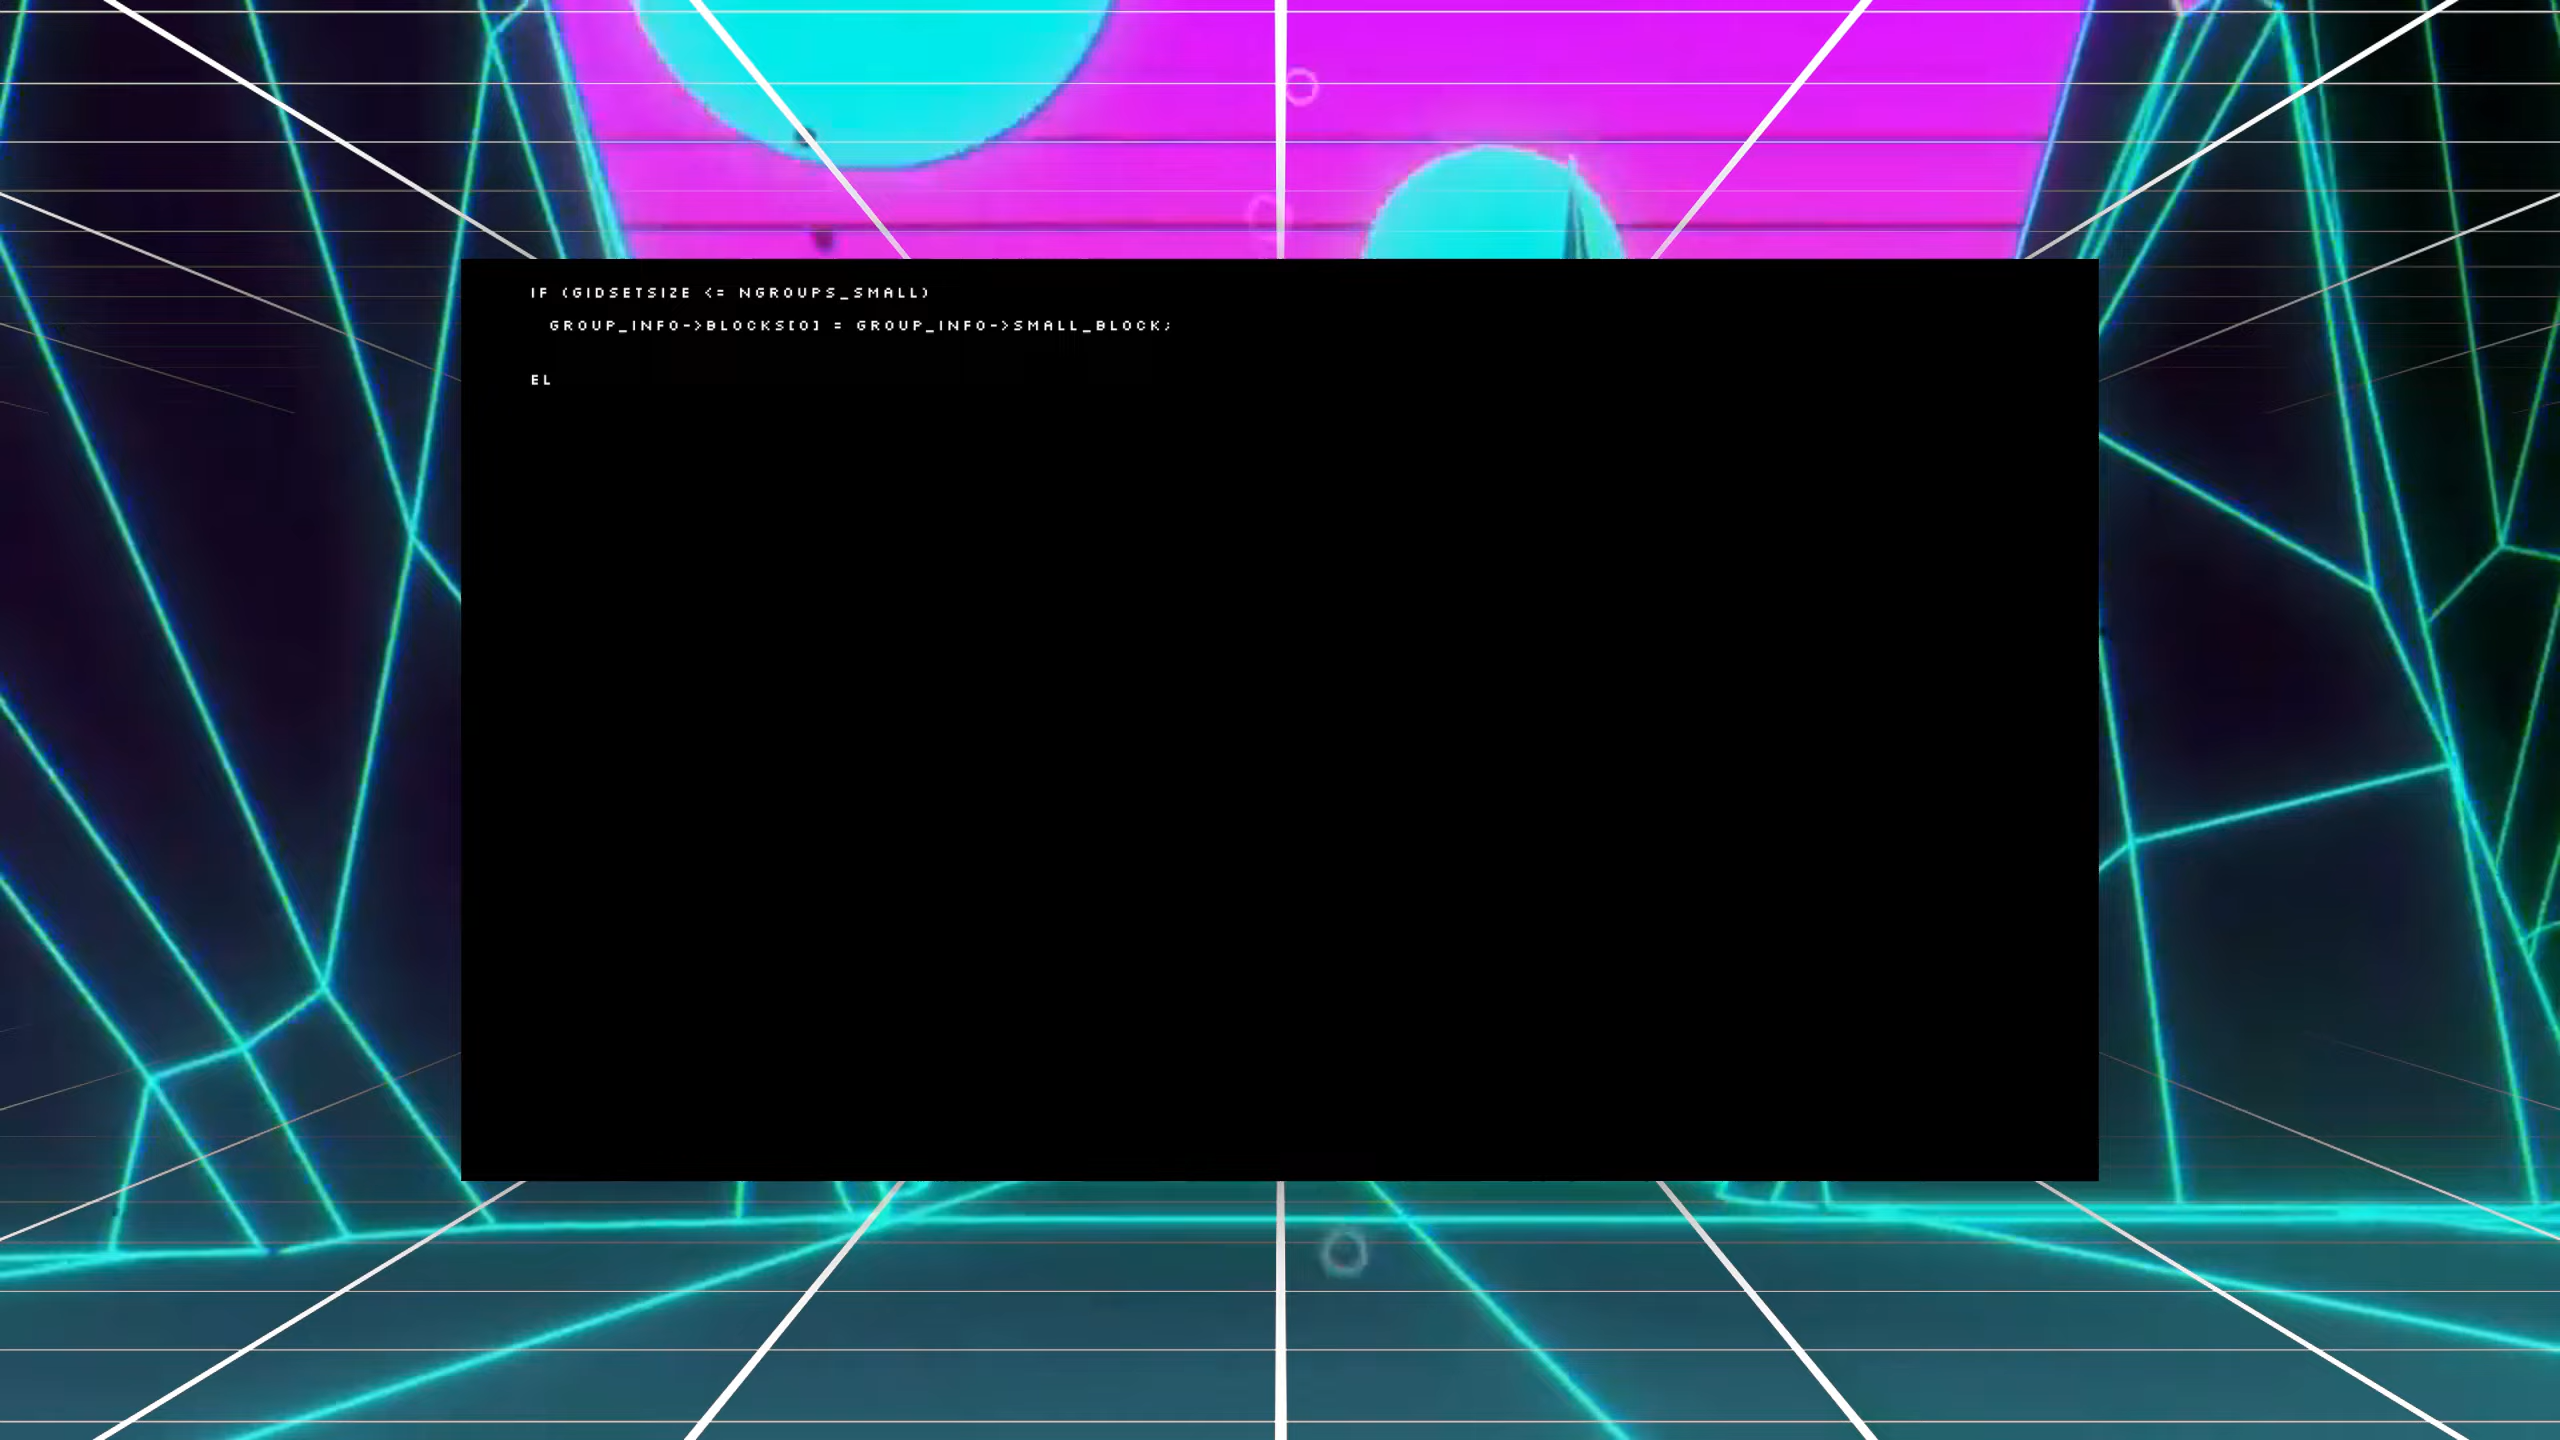 IF (GIDSETSIZE <= NGROUPS_SMALL)
GROUP_INFO->BLOCKS[0] = GROUP_INFO->SMALL_BLOCK;
EL